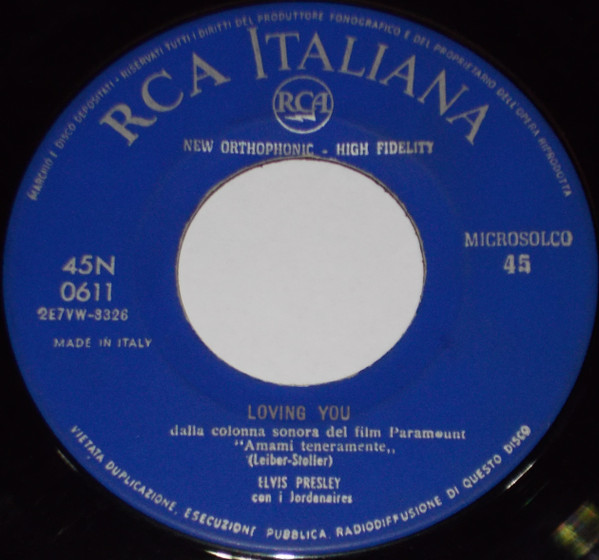 MARCHIO E DISCO DEPOSITATI - RISERVATI TUTTI I DIRITTI DEL PRODUTTORE FONOGRAFICO E DEL PROPRIETARIO DELL'OPERA RIPRODOTTA
RCA ITALIANA
RCA
NEW ORTHOPHONIC - HIGH FIDELITY
MICROSOLCO
45
45N
0611
2E7VW-8326
MADE IN ITALY
LOVING YOU
dalla colonna sonora del film Paramount
"Amami teneramente,,
(Leiber-Stoller)
ELVIS PRESLEY
con i Jordenaires
VIETATA DUPLICAZIONE, ESECUZIONE PUBBLICA, RADIODIFFUSIONE DI QUESTO DISCO